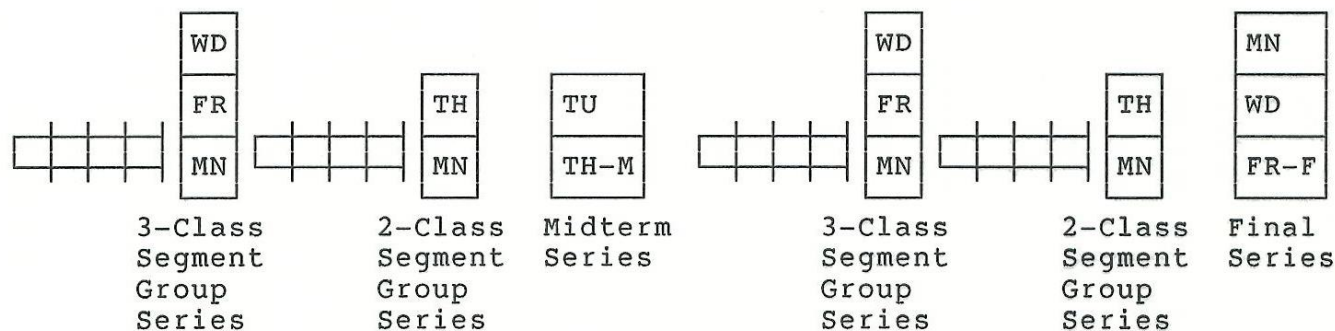 WD WD MN
FR TH TU FR TH WD
MN MN TH-M MN MN FR-F
3-Class 2-Class Midterm 3-Class 2-Class Final
Segment Segment Series Segment Segment Series
Group Group Group Group
Series Series Series Series